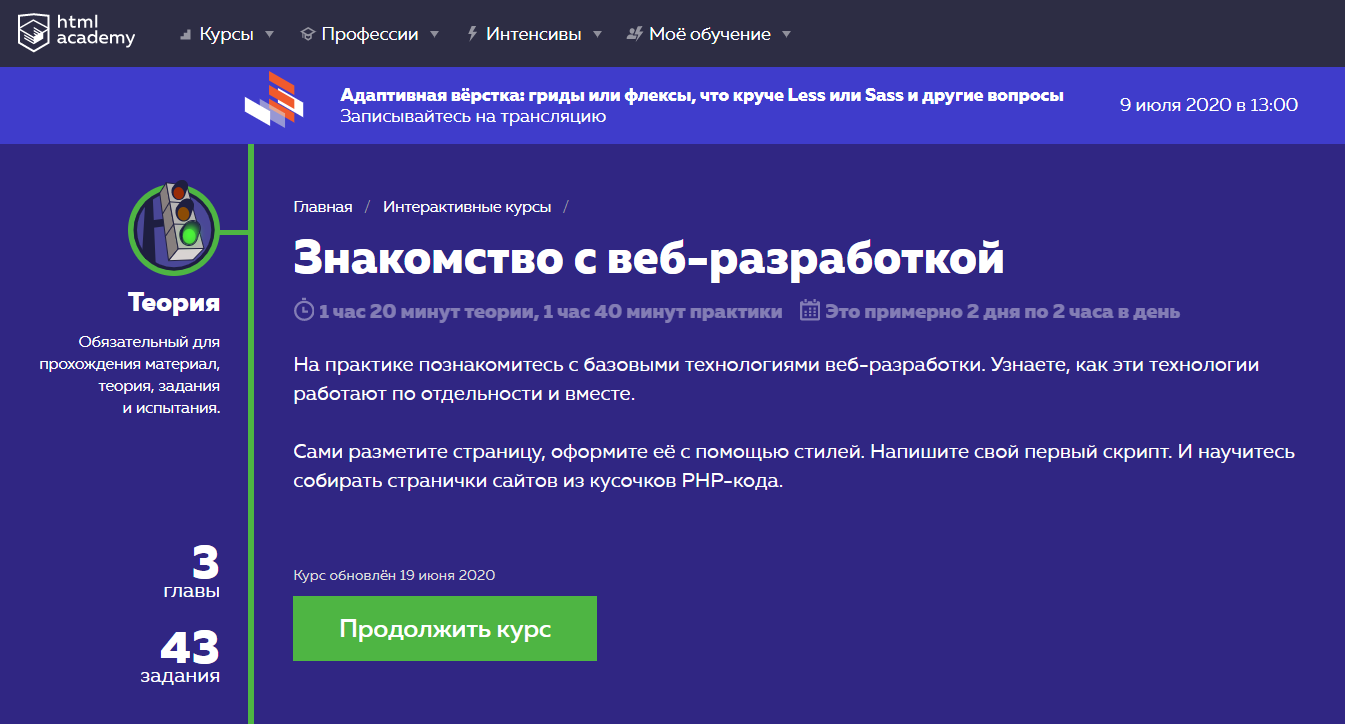 html
academy
Курсы
Профессии
Интенсивы
Моё обучение
Адаптивная вёрстка: гриды или флексы, что круче Less или Sass и другие вопросы
Записывайтесь на трансляцию
9 июля 2020 в 13:00
Теория
Обязательный для
прохождения материал,
теория, задания
и испытания.
3
главы
43
задания
Главная / Интерактивные курсы /
Знакомство с веб-разработкой
1 час 20 минут теории, 1 час 40 минут практики
Это примерно 2 дня по 2 часа в день
На практике познакомитесь с базовыми технологиями веб-разработки. Узнаете, как эти технологии
работают по отдельности и вместе.
Сами разметите страницу, оформите её с помощью стилей. Напишите свой первый скрипт. И научитесь
собирать странички сайтов из кусочков PHP-кода.
Курс обновлён 19 июня 2020
Продолжить курс